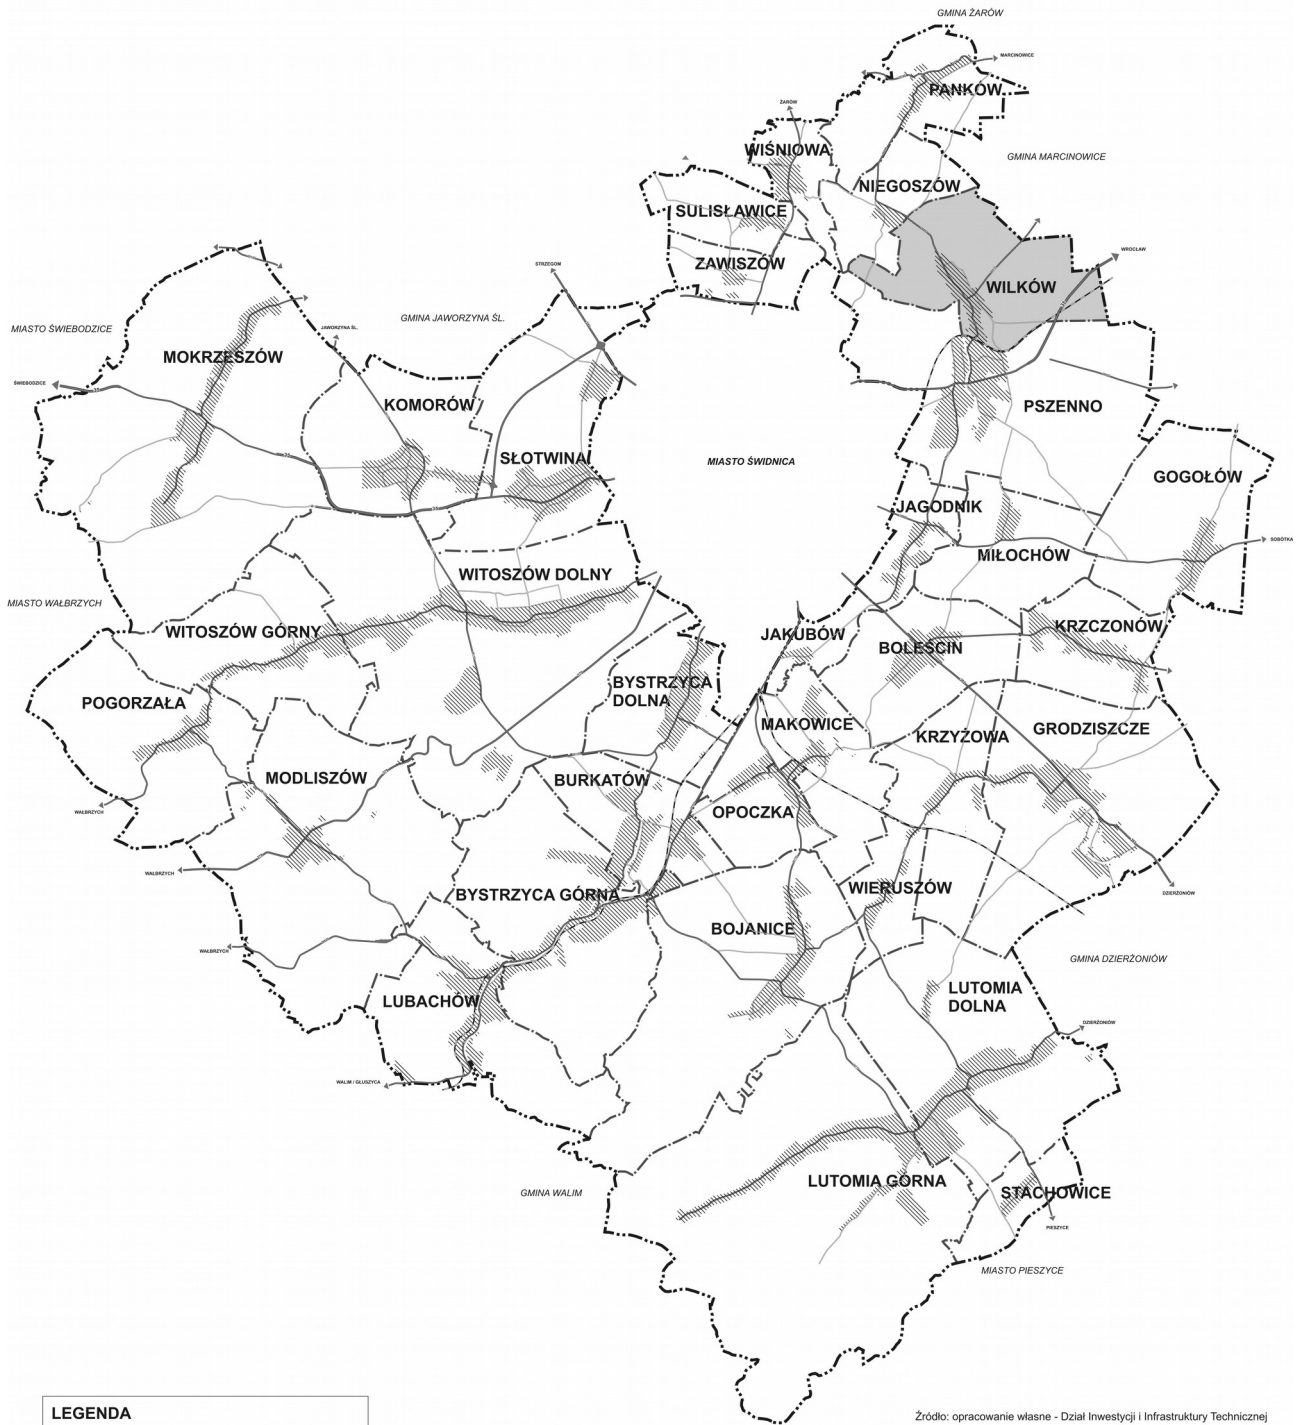 GMINA ŻARÓW
MARCINOWICE
PANKÓW
ŻARÓW
WIŚNIOWA
GMINA MARCINOWICE
NIEGOSZÓW
SULISŁAWICE
WROCŁAW
ZAWISZÓW
STRZEGOM
WILKÓW
GMINA JAWORZYNA ŚL.
MIASTO ŚWIEBODZICE
JAWORZYNA ŚL.
MOKRZESZÓW
ŚWIEBODZICE
KOMORÓW
PSZENNO
SŁOTWINA
MIASTO ŚWIDNICA
GOGOŁÓW
JAGODNIK
SOBÓTKA
MIŁOCHÓW
WITOSZÓW DOLNY
MIASTO WAŁBRZYCH
WITOSZÓW GÓRNY
JAKUBÓW
KRZCZONÓW
BOLEŚCIN
BYSTRZYCA
DOLNA
POGORZAŁA
MAKOWICE
KRZYŻOWA
GRODZISZCZE
MODLISZÓW
BURKATÓW
WAŁBRZYCH
OPOCZKA
WAŁBRZYCH
WIERUSZÓW
DZIERŻONIÓW
BYSTRZYCA GÓRNA
BOJANICE
WAŁBRZYCH
GMINA DZIERŻONIÓW
LUTOMIA
DOLNA
LUBACHÓW
DZIERŻONIÓW
WALIM / GŁUSZYCA
LUTOMIA GÓRNA
GMINA WALIM
STACHOWICE
PIESZYCE
MIASTO PIESZYCE
LEGENDA
Źródło: opracowanie własne - Dział Inwestycji i Infrastruktury Technicznej